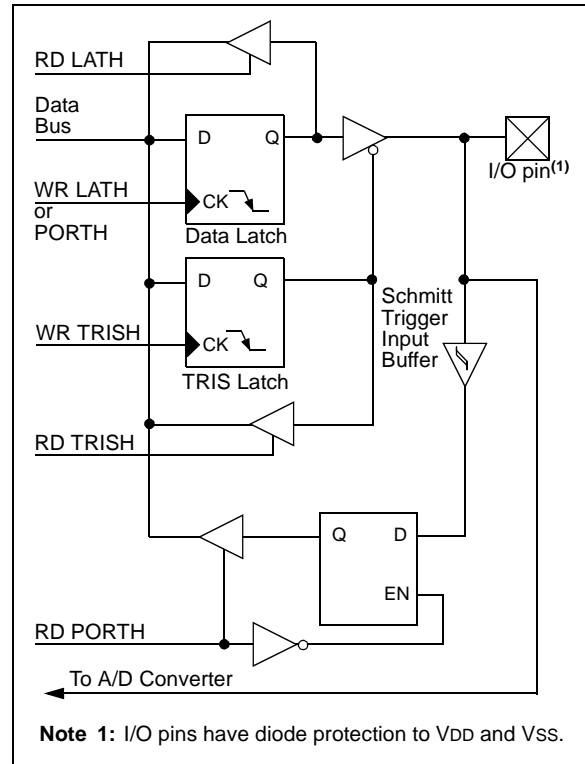 RD LATH
Data
Bus
D Q
I/O pin(1)
WR LATH
or
PORTH
CK
Data Latch
D Q
Schmitt
Trigger
Input
Buffer
WR TRISH
CK
TRIS Latch
RD TRISH
Q D
EN
RD PORTH
To A/D Converter
Note 1: I/O pins have diode protection to VDD and VSS.